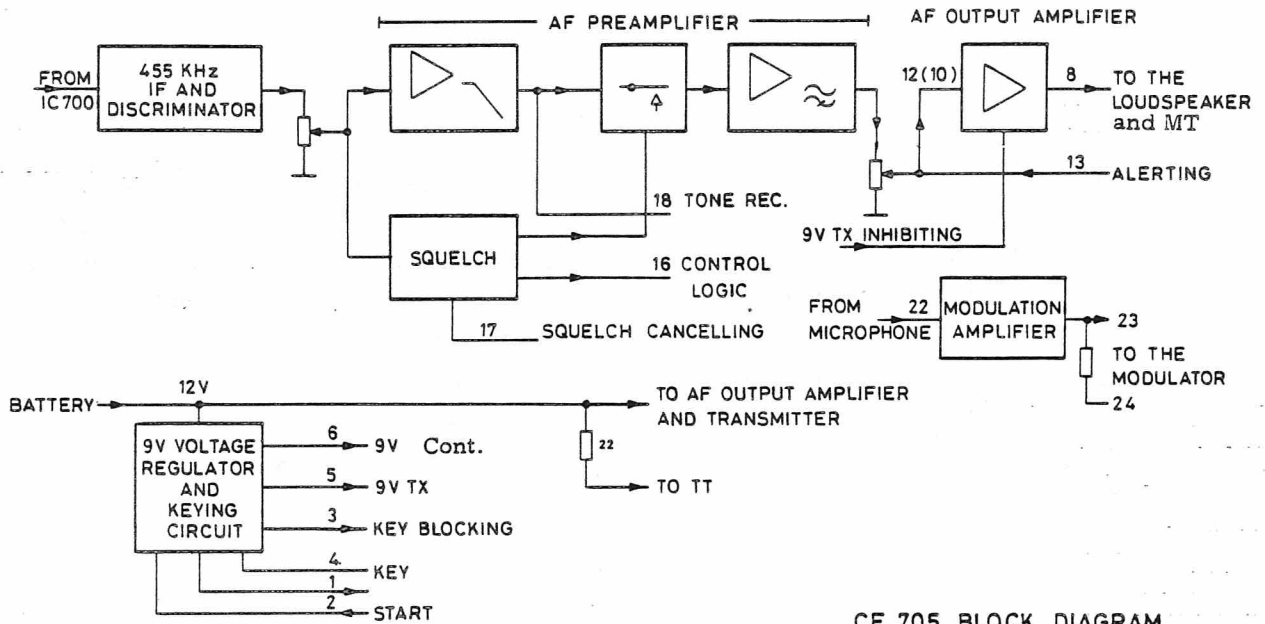 AF PREAMPLIFIER
AF OUTPUT AMPLIFIER
FROM
IC700
455 KHz
IF AND
DISCRIMINATOR
12(10)
8
TO THE
LOUDSPEAKER
and MT
13
ALERTING
18 TONE REC.
9V TX INHIBITING
SQUELCH
16 CONTROL
LOGIC
17
SQUELCH CANCELLING
FROM
MICROPHONE
22
MODULATION
AMPLIFIER
23
TO THE
MODULATOR
24
BATTERY
12V
TO AF OUTPUT AMPLIFIER
AND TRANSMITTER
22
TO TT
9V VOLTAGE
REGULATOR
AND
KEYING
CIRCUIT
6
9V Cont.
5
9V TX
3
KEY BLOCKING
4.
KEY
1
2
START